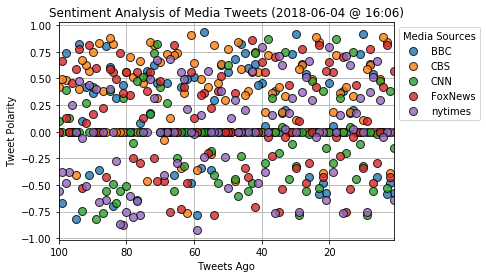 Sentiment Analysis of Media Tweets (2018-06-04 @ 16:06)
1.00
0.75
0.50
0.25
0.00
−0.25
−0.50
−0.75
−1.00
Tweet Polarity
100
80
60
40
20
Tweets Ago
Media Sources
BBC
CBS
CNN
FoxNews
nytimes